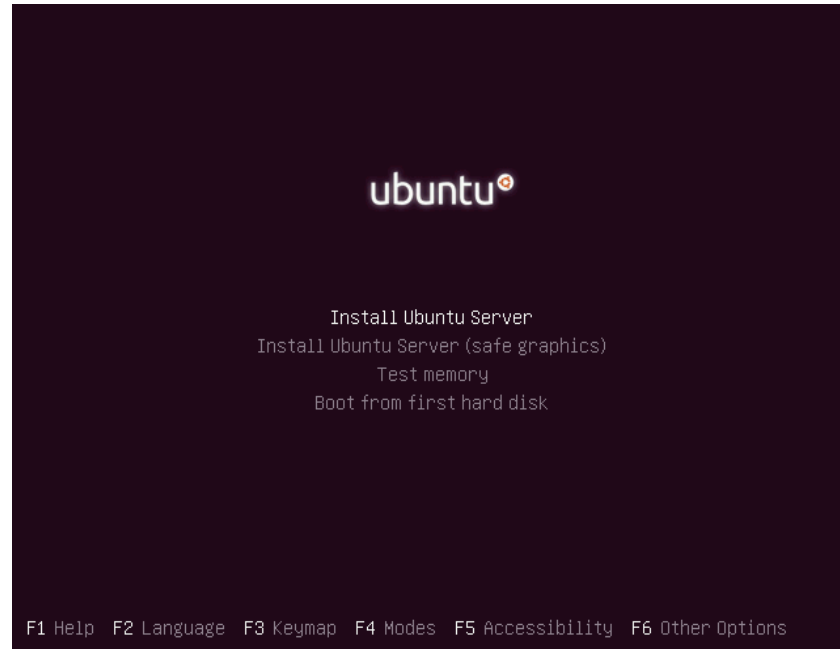 ubuntu
Install Ubuntu Server
Install Ubuntu Server (safe graphics)
Test memory
Boot from first hard disk
F1 Help F2 Language F3 Keymap F4 Modes F5 Accessibility F6 Other Options